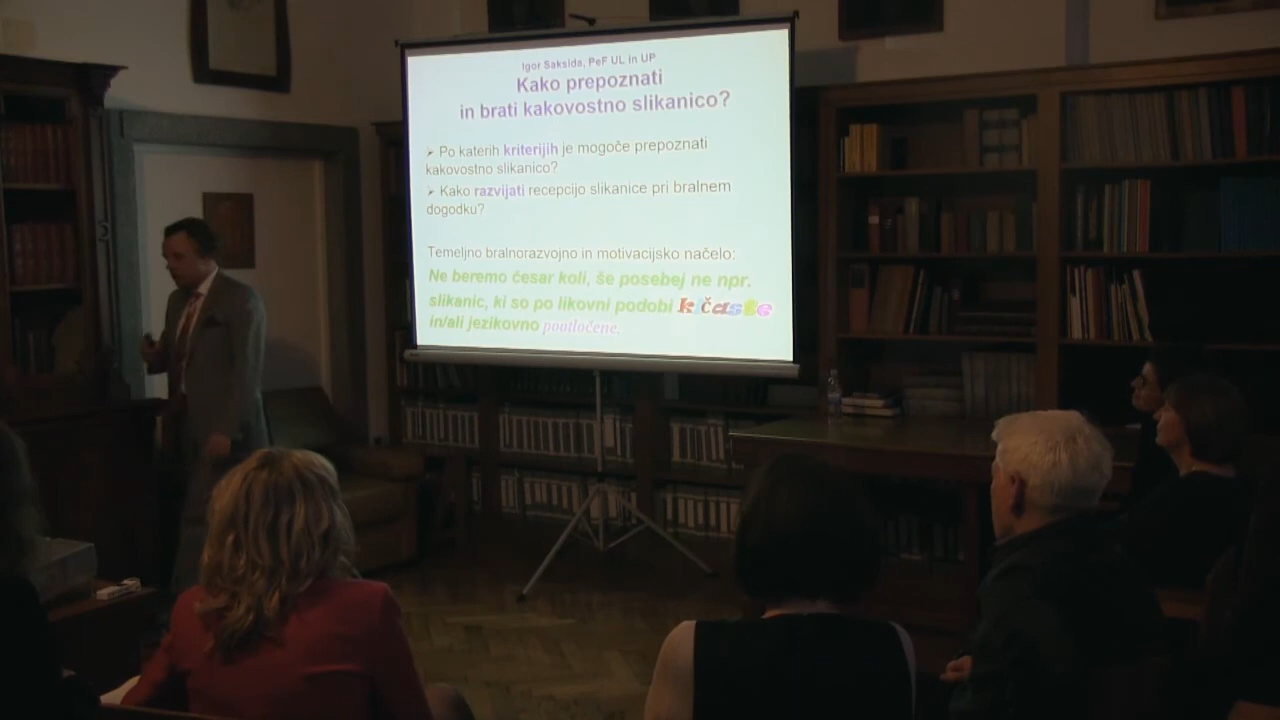 Igor Saksida, PeF UL in UP
Kako prepoznati
in brati kakovostno slikanico?
➢ Po katerih kriterijih je mogoče prepoznati
kakovostno slikanico?
➢ Kako razvijati recepcijo slikanice pri bralnem
dogodku?
Temeljno bralnorazvojno in motivacijsko načelo:
Ne beremo česar koli, še posebej ne npr.
slikanic, ki so po likovni podobi kičaste
in/ali jezikovno pootločene.